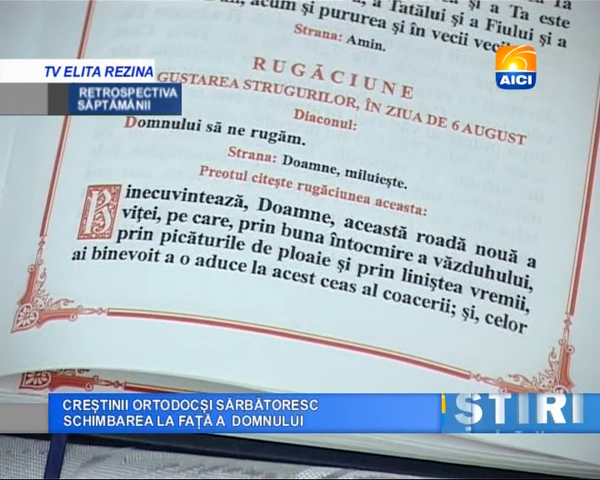 a Tatălui şi a Fiului şi a
acum şi pururea şi în vecii
Strana: Amin.
TV ELITA REZINA
RETROSPECTIVA
SĂPTĂMÂNII
AICI
RUGĂCIUNE
GUSTAREA STRUGURILOR, ÎN ZIUA DE 6 AUGUST
Diaconul:
Domnului să ne rugăm.
Strana: Doamne, miluieşte.
Preotul citeşte rugăciunea aceasta:
Binecuvintează, Doamne, această roadă nouă a
viţei, pe care, prin buna întocmire a văzduhului,
prin picăturile de ploaie şi prin liniştea vremii,
ai binevoit a o aduce la acest ceas al coacerii; şi, celor
CREŞTINII ORTODOCŞI SĂRBĂTORESC
SCHIMBAREA LA FAŢĂ A DOMNULUI
ŞTIRI